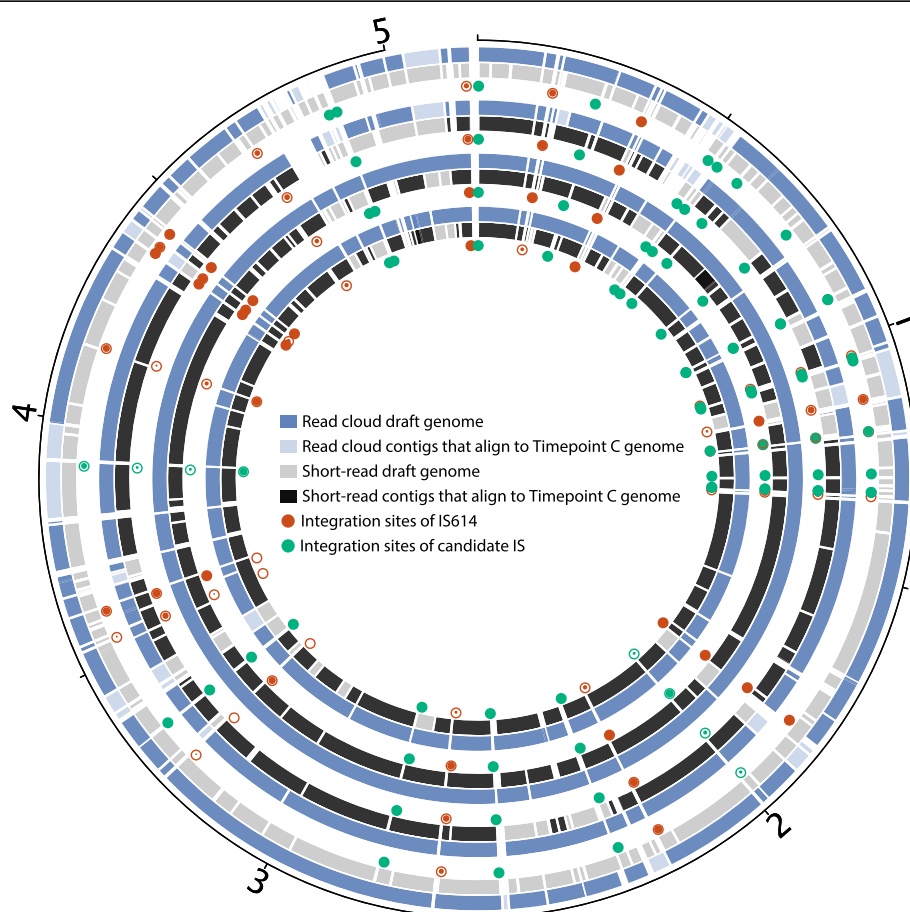 5
1
4
Read cloud draft genome
Read cloud contigs that align to Timepoint C genome
Short-read draft genome
Short-read contigs that align to Timepoint C genome
Integration sites of IS614
Integration sites of candidate IS
2
3